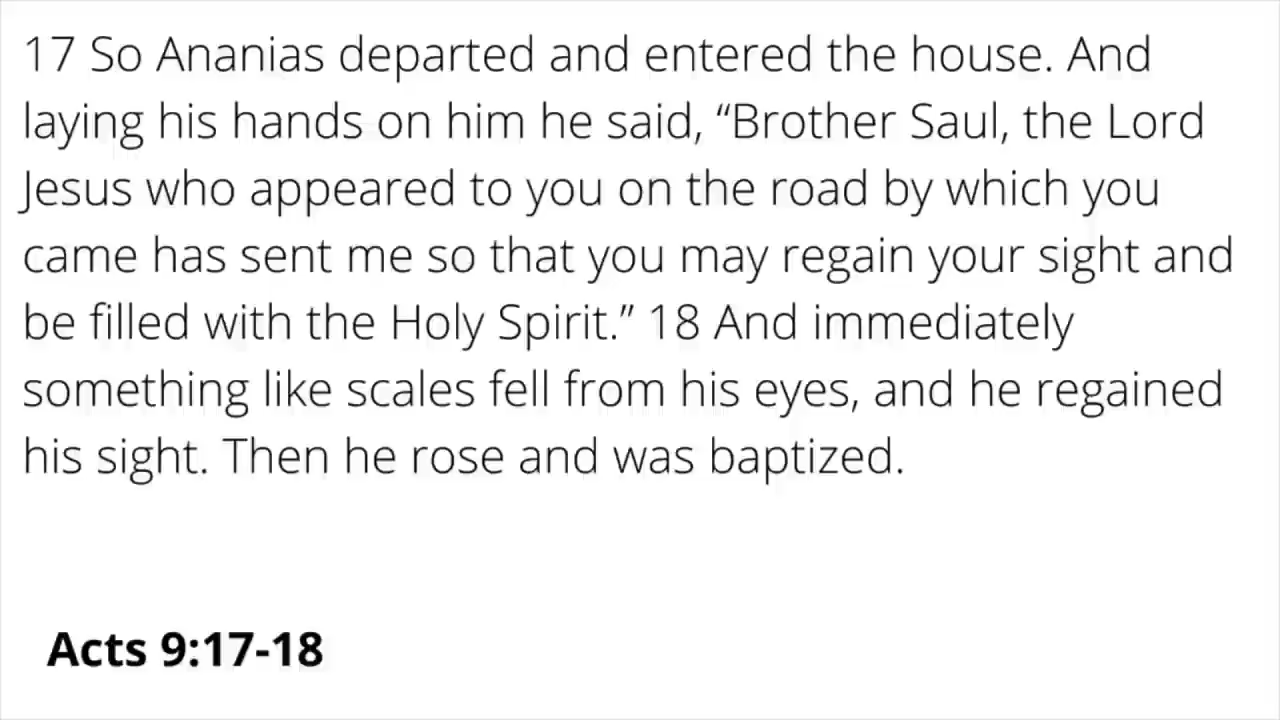 17 So Ananias departed and entered the house. And
laying his hands on him he said, “Brother Saul, the Lord
Jesus who appeared to you on the road by which you
came has sent me so that you may regain your sight and
be filled with the Holy Spirit.” 18 And immediately
something like scales fell from his eyes, and he regained
his sight. Then he rose and was baptized.
Acts 9:17-18